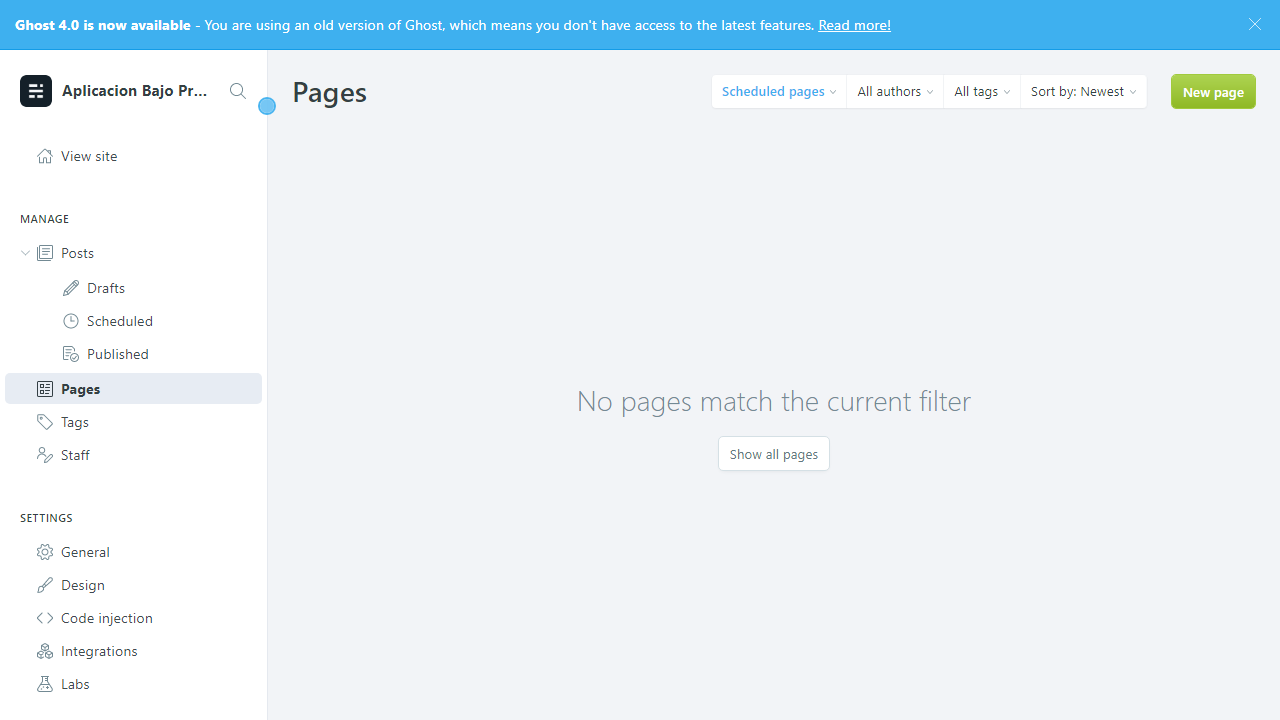 Ghost 4.0 is now available - You are using an old version of Ghost, which means you don't have access to the latest features. Read more!
Aplicacion Bajo Pr...
View site
MANAGE
Posts
Drafts
Scheduled
Published
Pages
Tags
Staff
SETTINGS
General
Design
Code injection
Integrations
Labs
Pages
Scheduled pages
All authors
All tags
Sort by: Newest
New page
No pages match the current filter
Show all pages